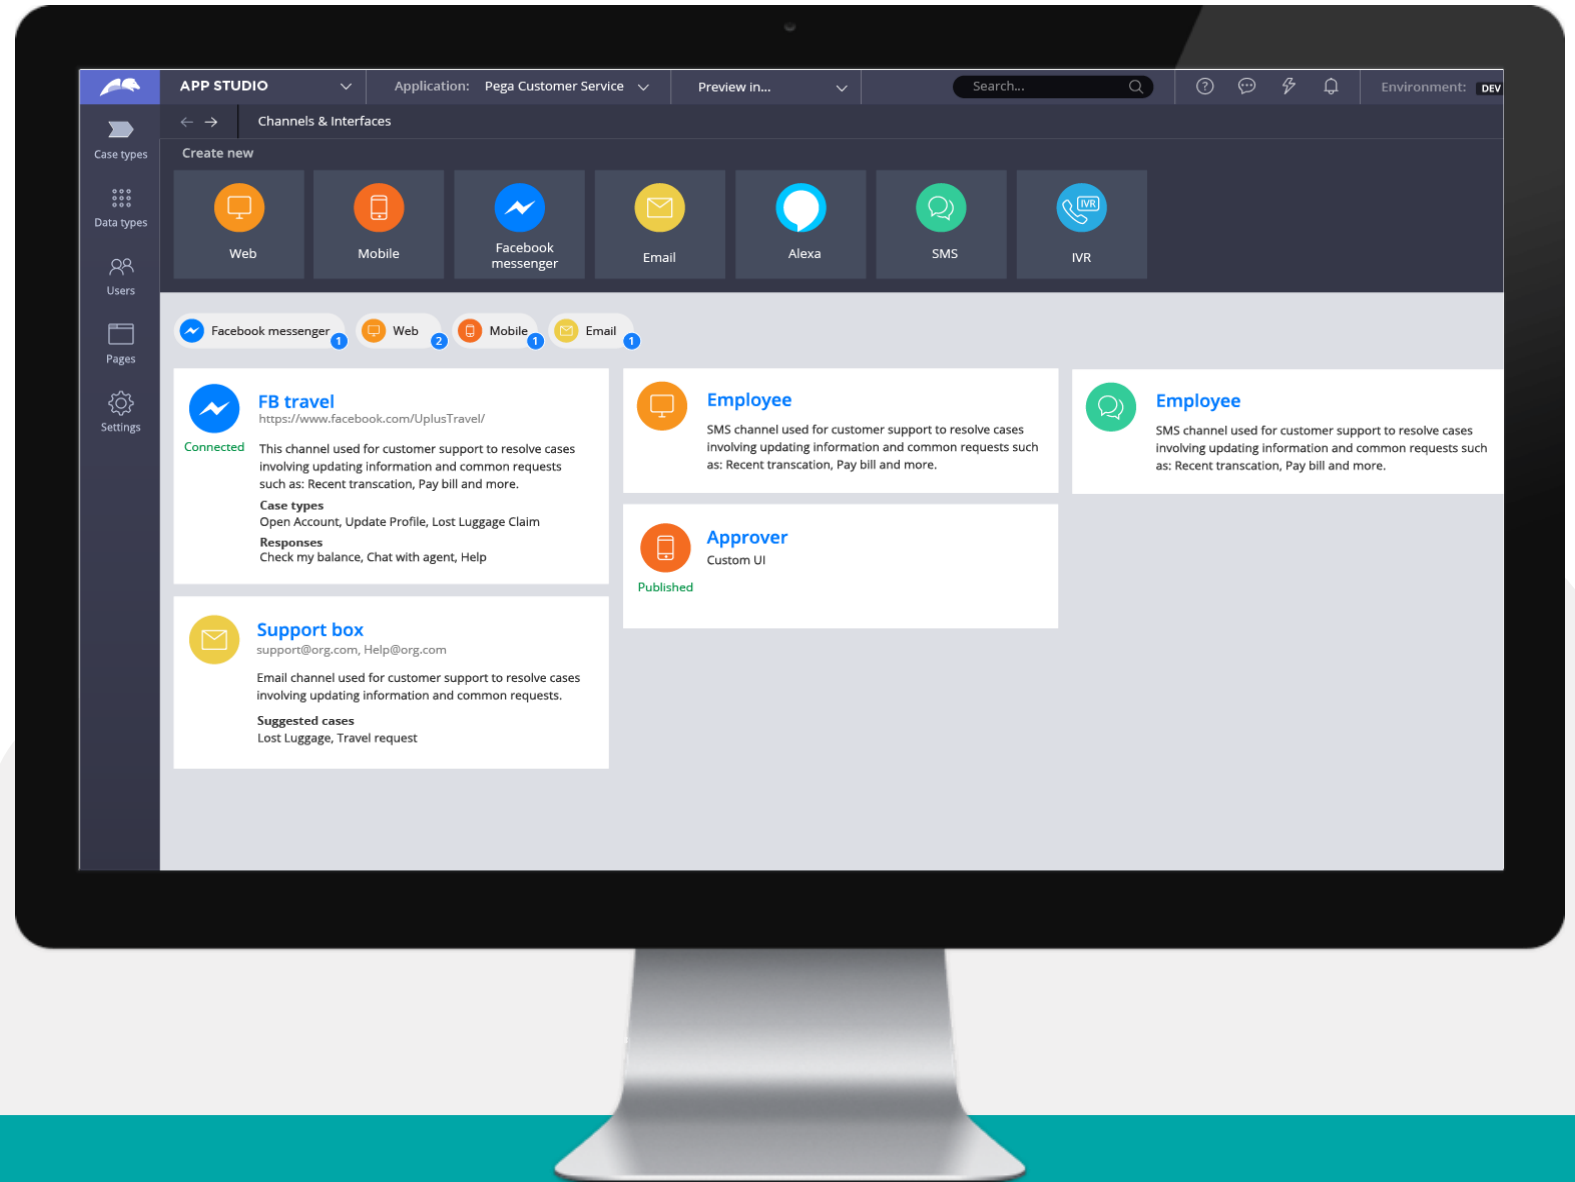 APP STUDIO
Application: Pega Customer Service
Preview in...
Search...
Environment: DEV
Channels & Interfaces
Case types
Data types
Users
Pages
Settings
Create new
Web
Mobile
Facebook
messenger
Email
Alexa
SMS
IVR
IVR
Facebook messenger 1
Web 2
Mobile 1
Email 1
FB travel
https://www.facebook.com/UplusTravel/
Connected
This channel used for customer support to resolve cases
involving updating information and common requests
such as: Recent transcation, Pay bill and more.
Case types
Open Account, Update Profile, Lost Luggage Claim
Responses
Check my balance, Chat with agent, Help
Support box
support@org.com, Help@org.com
Email channel used for customer support to resolve cases
involving updating information and common requests.
Suggested cases
Lost Luggage, Travel request
Employee
SMS channel used for customer support to resolve cases
involving updating information and common requests such
as: Recent transcation, Pay bill and more.
Approver
Custom UI
Published
Employee
SMS channel used for customer support to resolve cases
involving updating information and common requests such
as: Recent transcation, Pay bill and more.